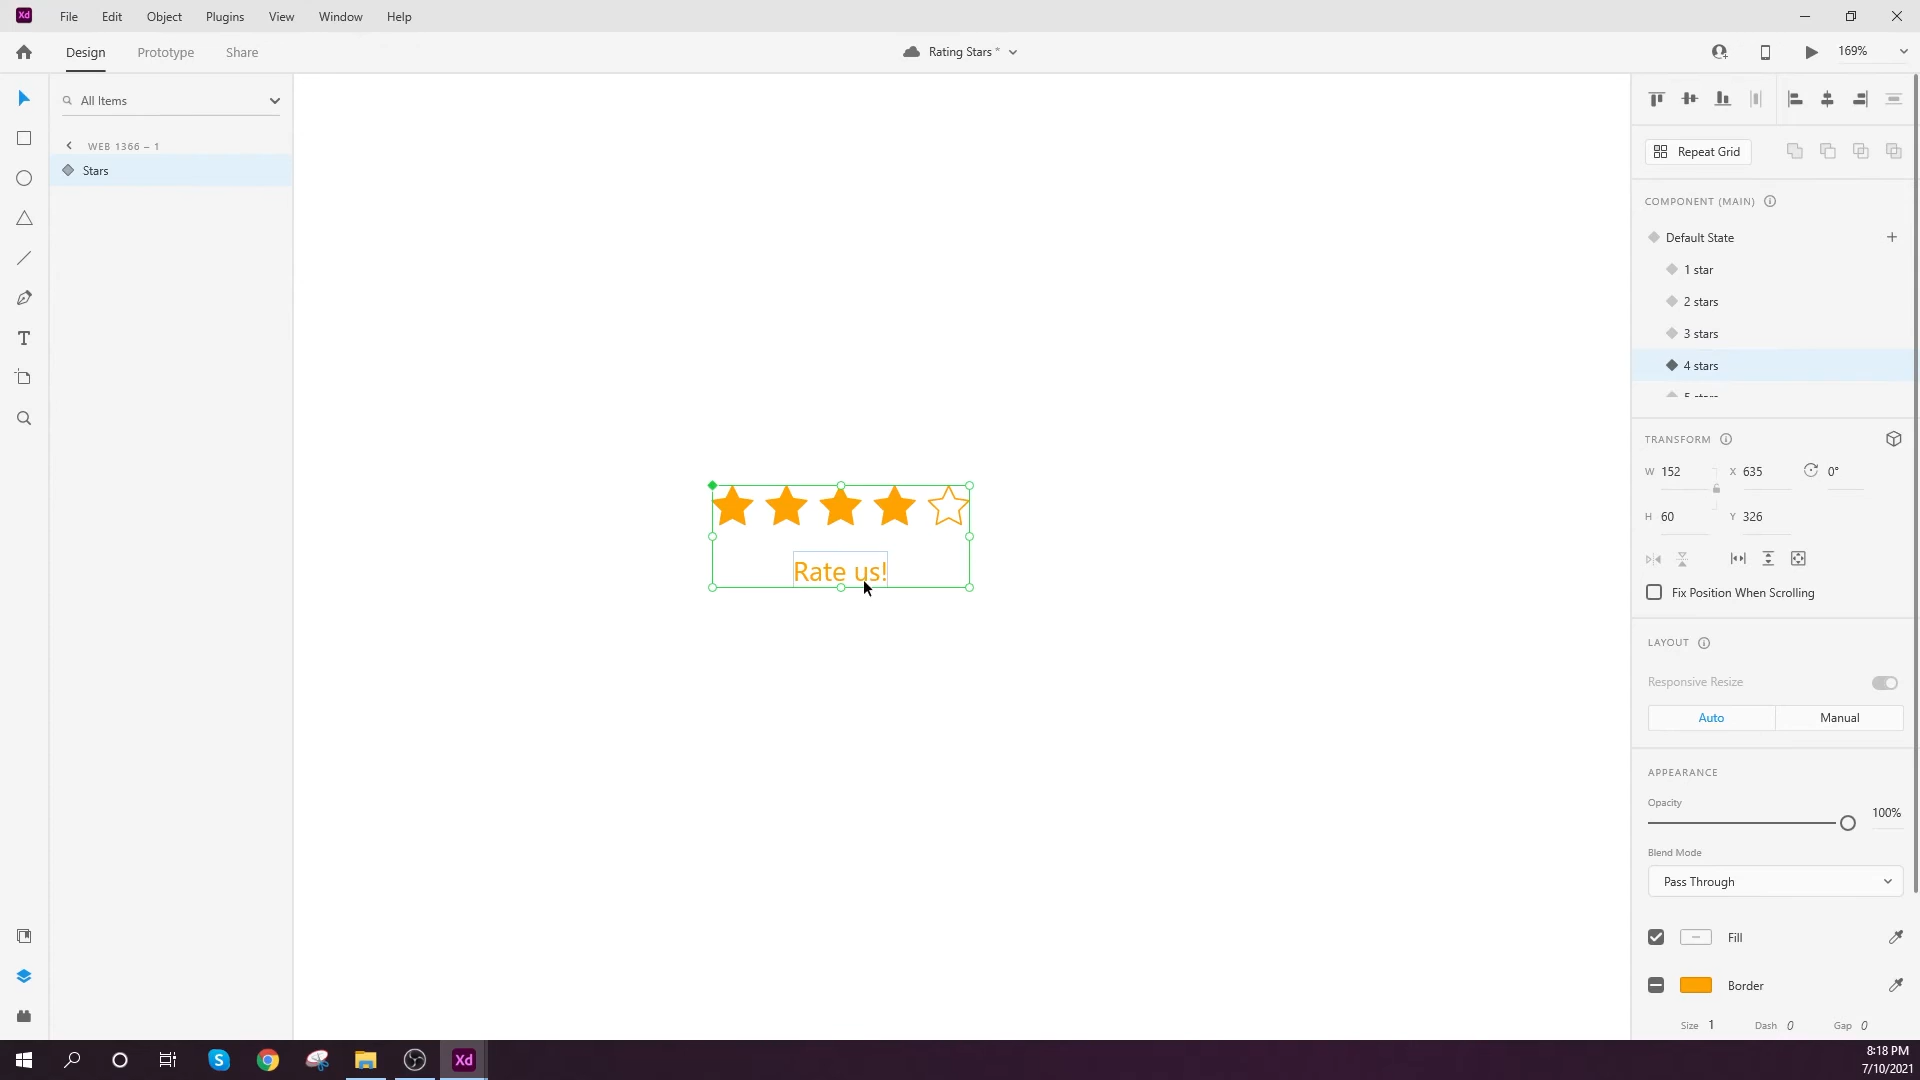 Xd File Edit Object Plugins View Window Help
Design Prototype Share Rating Stars * 169%
All Items
WEB 1366 – 1
Stars
Rate us!
Repeat Grid
COMPONENT (MAIN)
Default State +
1 star
2 stars
3 stars
4 stars
5 stars
TRANSFORM
W 152 X 635 0°
H 60 Y 326
Fix Position When Scrolling
LAYOUT
Responsive Resize
Auto Manual
APPEARANCE
Opacity
100%
Blend Mode
Pass Through
Fill
Border
Size 1 Dash 0 Gap 0
S Xd
8:18 PM
7/10/2021